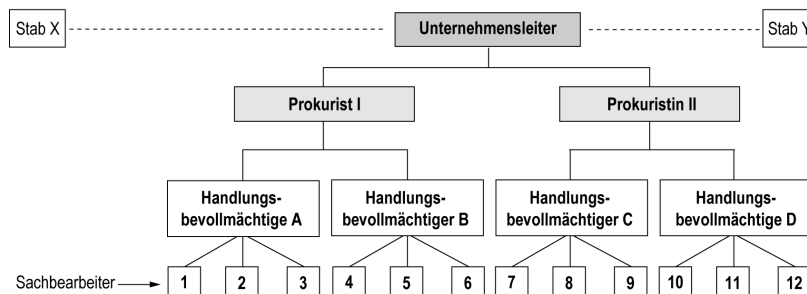 Stab X
Unternehmensleiter
Stab Y
Prokurist I
Prokuristin II
Handlungs-
bevollmächtige A
Handlungs-
bevollmächtiger B
Handlungs-
bevollmächtiger C
Handlungs-
bevollmächtige D
Sachbearbeiter 1 2 3 4 5 6 7 8 9 10 11 12